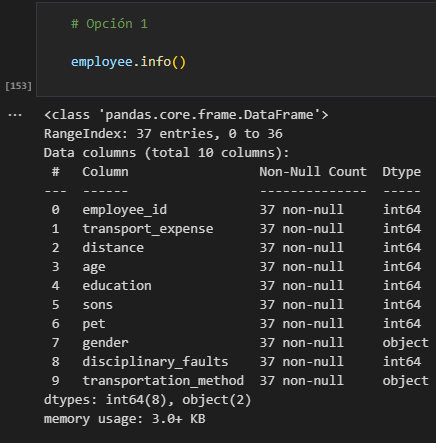 # Opción 1
employee.info()
[153]
...
<class 'pandas.core.frame.DataFrame'>
RangeIndex: 37 entries, 0 to 36
Data columns (total 10 columns):
 #   Column                 Non-Null Count  Dtype
---  ------                 --------------  -----
 0   employee_id            37 non-null     int64
 1   transport_expense      37 non-null     int64
 2   distance               37 non-null     int64
 3   age                    37 non-null     int64
 4   education              37 non-null     int64
 5   sons                   37 non-null     int64
 6   pet                    37 non-null     int64
 7   gender                 37 non-null     object
 8   disciplinary_faults    37 non-null     int64
 9   transportation_method  37 non-null     object
dtypes: int64(8), object(2)
memory usage: 3.0+ KB